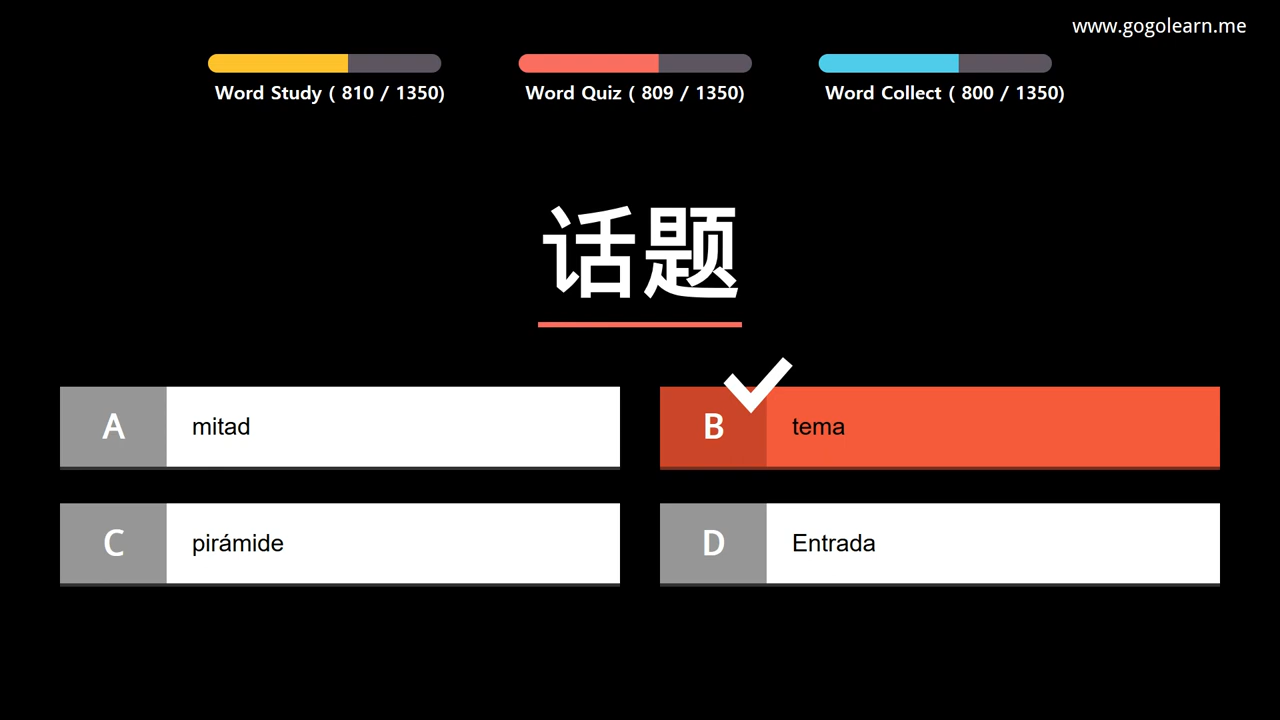 www.gogolearn.me
Word Study ( 810 / 1350)
Word Quiz ( 809 / 1350)
Word Collect ( 800 / 1350)
话题
A mitad
B tema
C pirámide
D Entrada